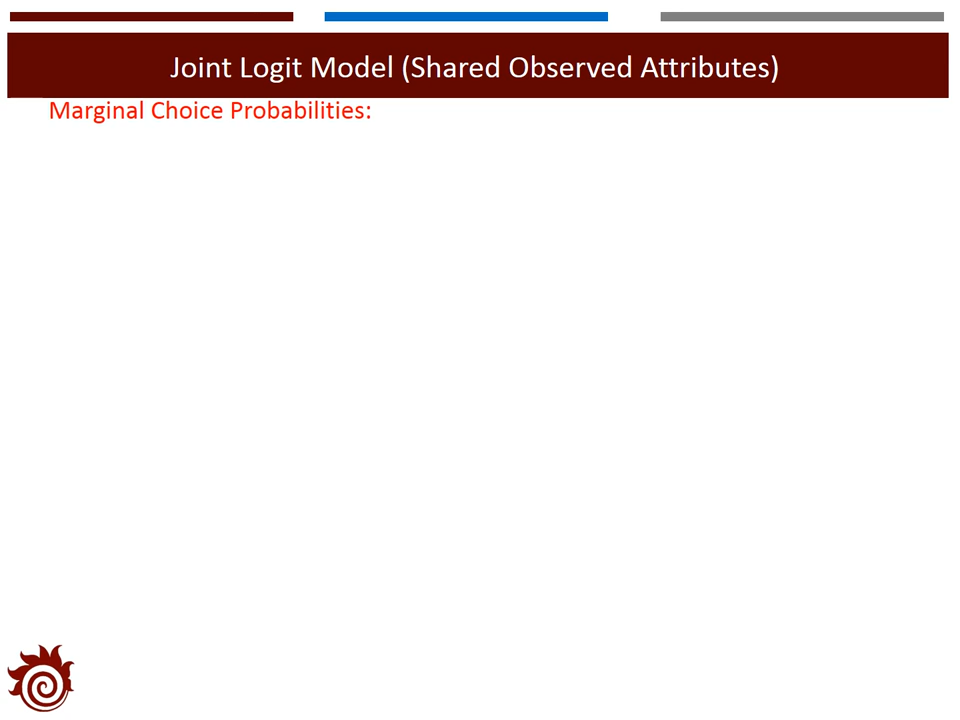 Joint Logit Model (Shared Observed Attributes)
Marginal Choice Probabilities: